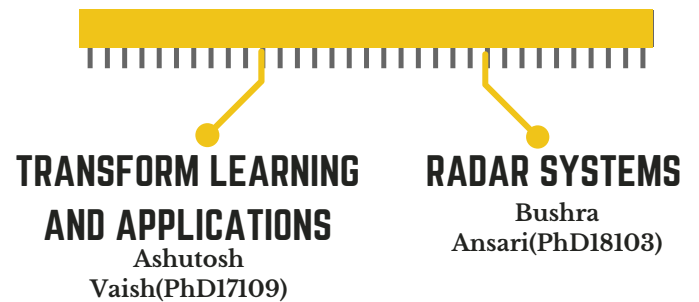 TRANSFORM LEARNING
AND APPLICATIONS
Ashutosh
Vaish(PhD17109)
RADAR SYSTEMS
Bushra
Ansari(PhD18103)